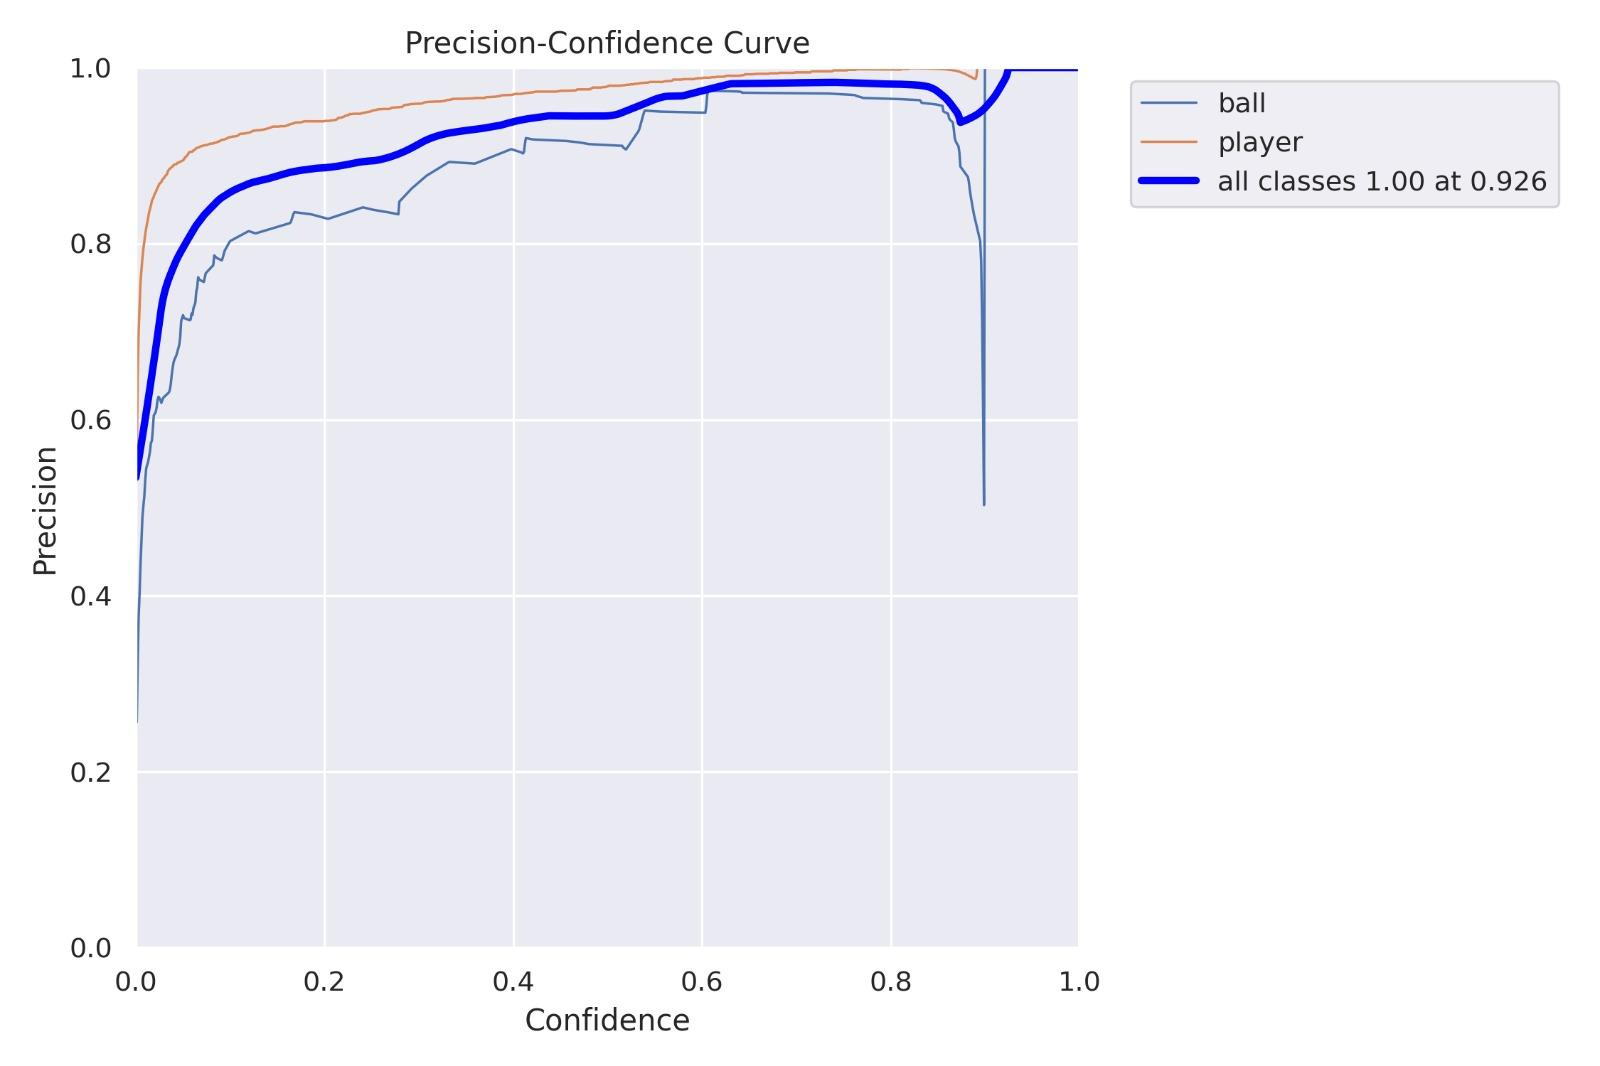 Precision-Confidence Curve
1.0
0.8
0.6
0.4
0.2
0.0
Precision
0.0 0.2 0.4 0.6 0.8 1.0
Confidence
ball
player
all classes 1.00 at 0.926